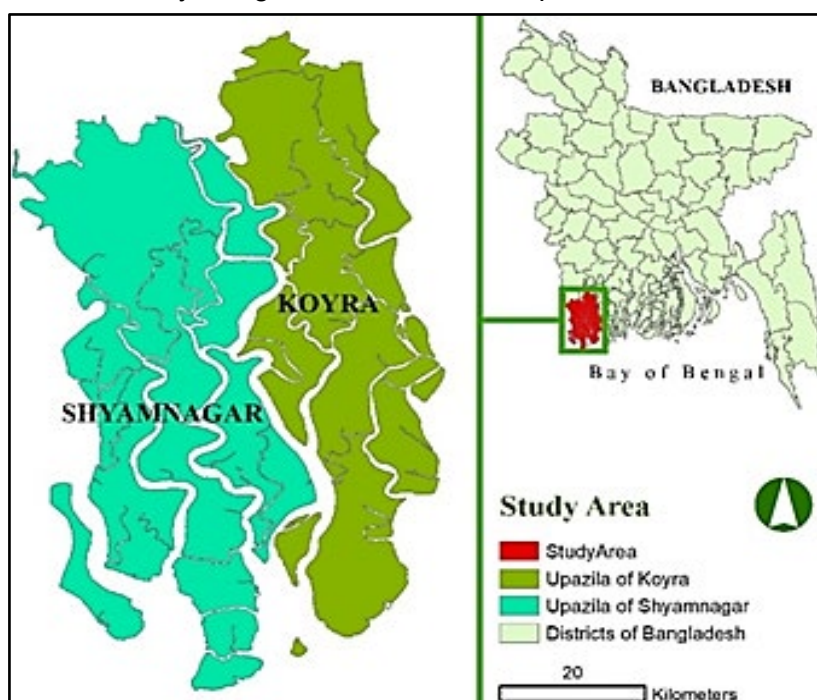 KOYRA
SHYAMNAGAR
BANGLADESH
Bay of Bengal
Study Area
StudyArea
Upazila of Koyra
Upazila of Shyamnagar
Districts of Bangladesh
20
Kilometers